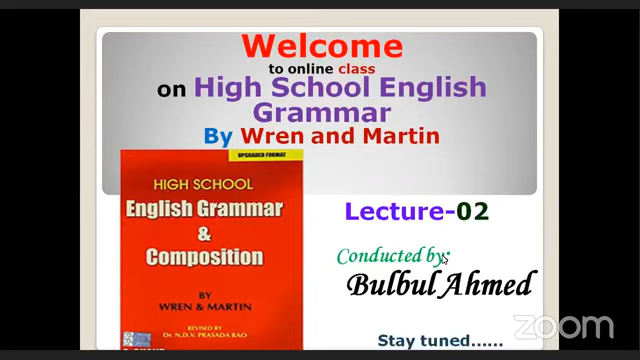 Welcome
to online class
on High School English
Grammar
By Wren and Martin
UPGRADED FORMAT
HIGH SCHOOL
English Grammar
&
Composition
BY
WREN & MARTIN
REVISED BY
Dr. N.D.V. PRASADA RAO
Lecture-02
Conducted by:
Bulbul Ahmed
Stay tuned......
zoom